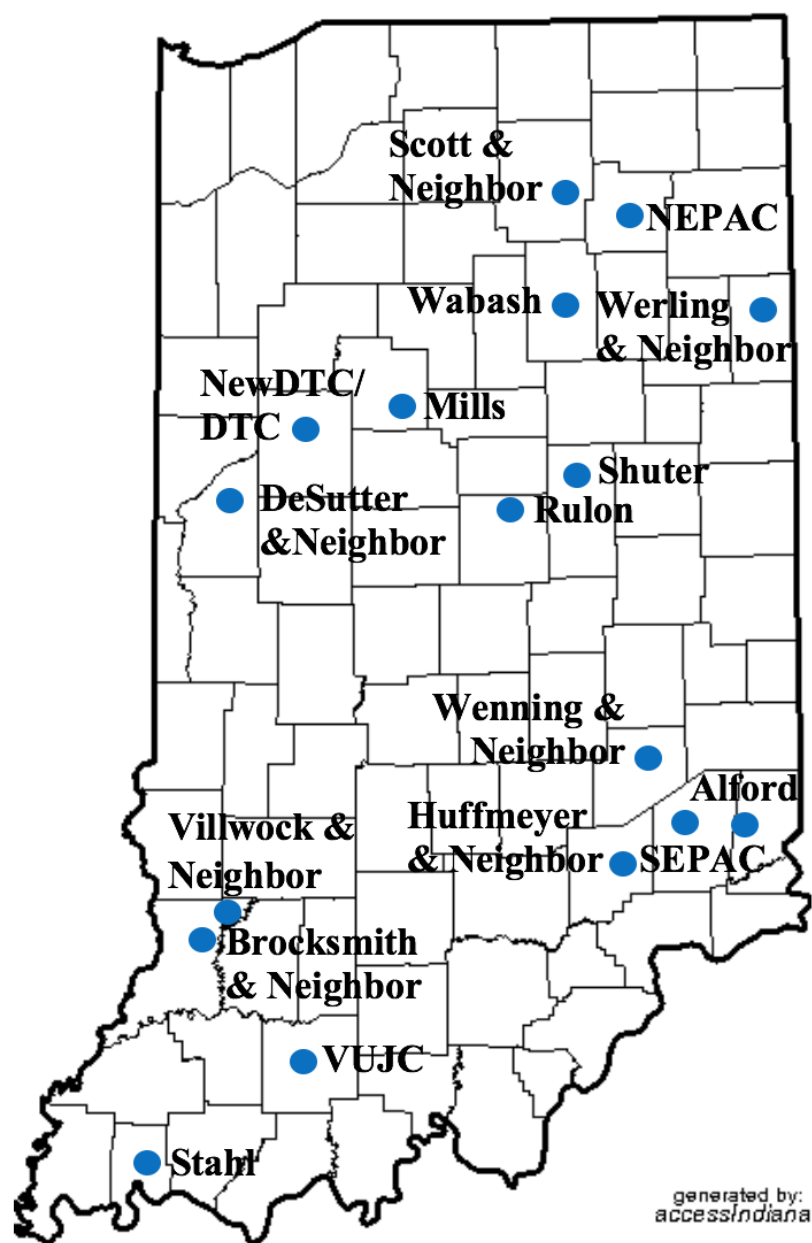 Scott &
Neighbor
NEPAC
Wabash
Werling
& Neighbor
NewDTC/
DTC
Mills
DeSutter
&Neighbor
Shuter
Rulon
Wenning &
Neighbor
Alford
Huffmeyer
& Neighbor
SEPAC
Villwock &
Neighbor
Brocksmith
& Neighbor
VUJC
Stahl
generated by:
accessIndiana